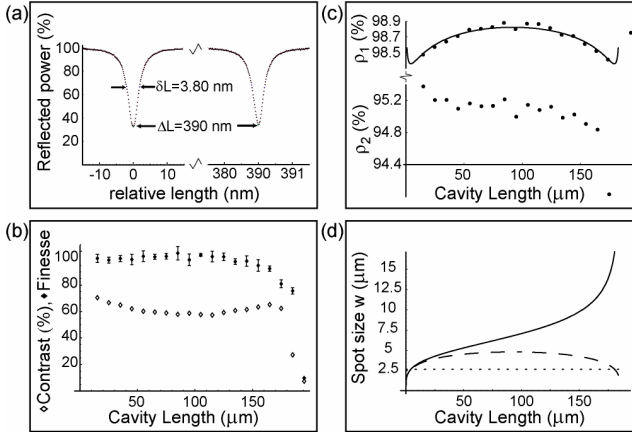 (a)
Reflected power (%)
100
80
60
40
20
δL=3.80 nm
ΔL=390 nm
-10 0 10 380 390 391
relative length (nm)
(b)
◆Contrast (%), ◆Finesse
100
80
60
40
20
50 100 150
Cavity Length (μm)
(c)
ρ1 (%)
98.9
98.7
98.5
ρ2 (%)
95.2
94.8
94.4
50 100 150
Cavity Length (μm)
(d)
Spot size w (μm)
15
12.5
10
7.5
5
2.5
50 100 150
Cavity Length (μm)